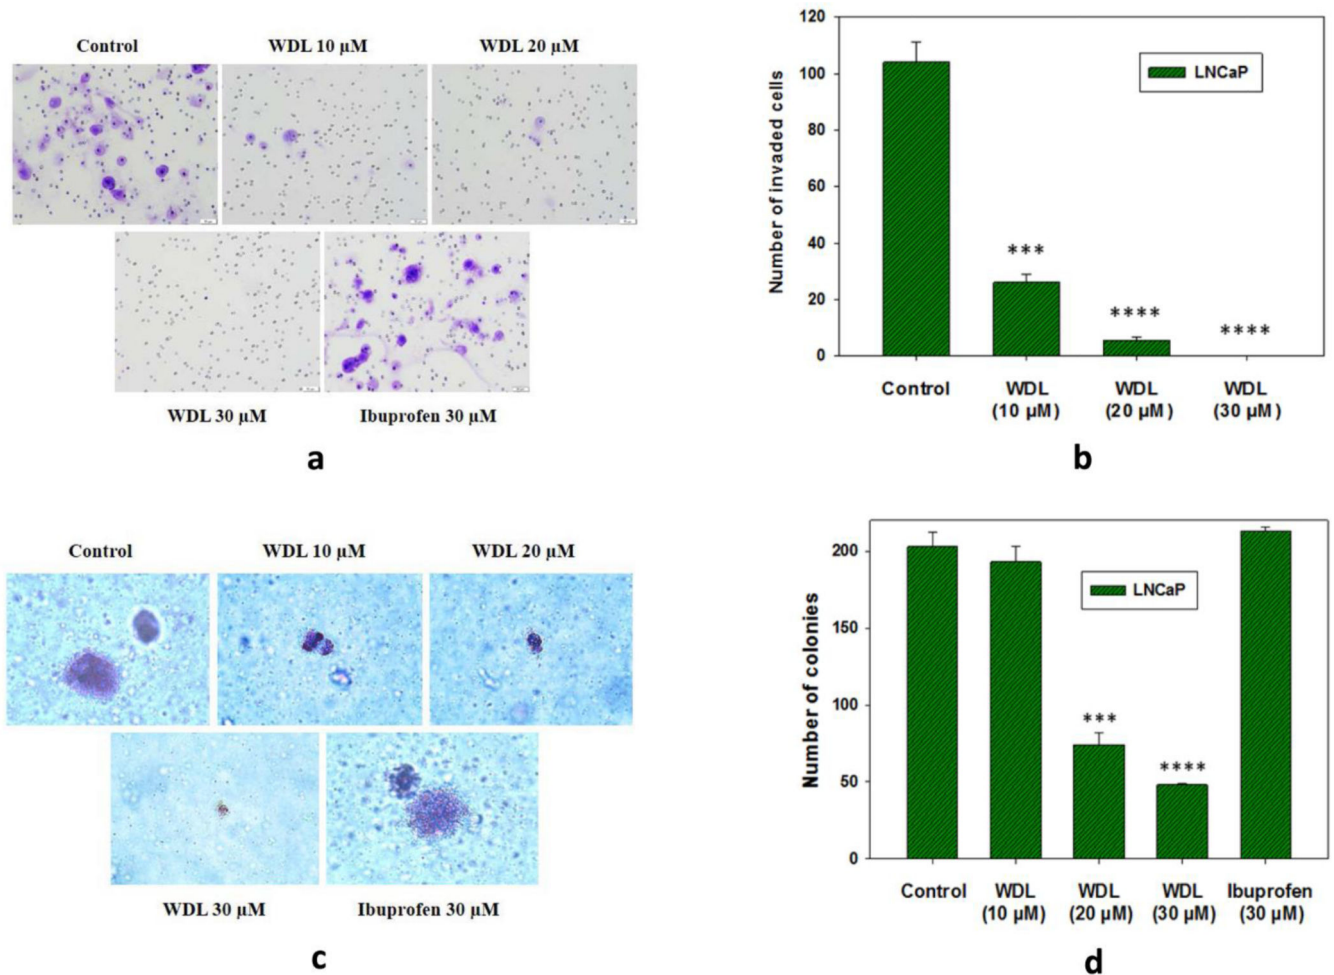 Control
WDL 10 µM
WDL 20 µM
WDL 30 µM
Ibuprofen 30 µM
a
120
100
80
60
40
20
0
Number of invaded cells
LNCaP
***
****
****
Control
WDL
(10 µM)
WDL
(20 µM)
WDL
(30 µM)
b
Control
WDL 10 µM
WDL 20 µM
WDL 30 µM
Ibuprofen 30 µM
c
200
150
100
50
0
Number of colonies
LNCaP
***
****
Control
WDL
(10 µM)
WDL
(20 µM)
WDL
(30 µM)
Ibuprofen
(30 µM)
d